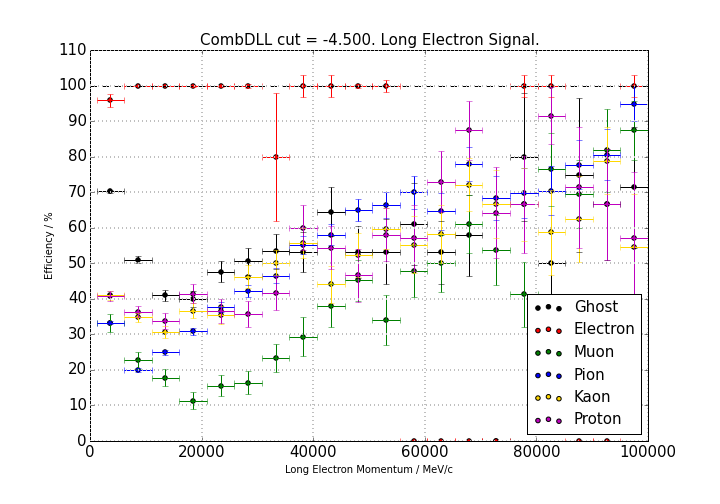 CombDLL cut = -4.500. Long Electron Signal.
110
100
90
80
70
60
50
40
30
20
10
0
Efficiency / %
Ghost
Electron
Muon
Pion
Kaon
Proton
0 20000 40000 60000 80000 100000
Long Electron Momentum / MeV/c